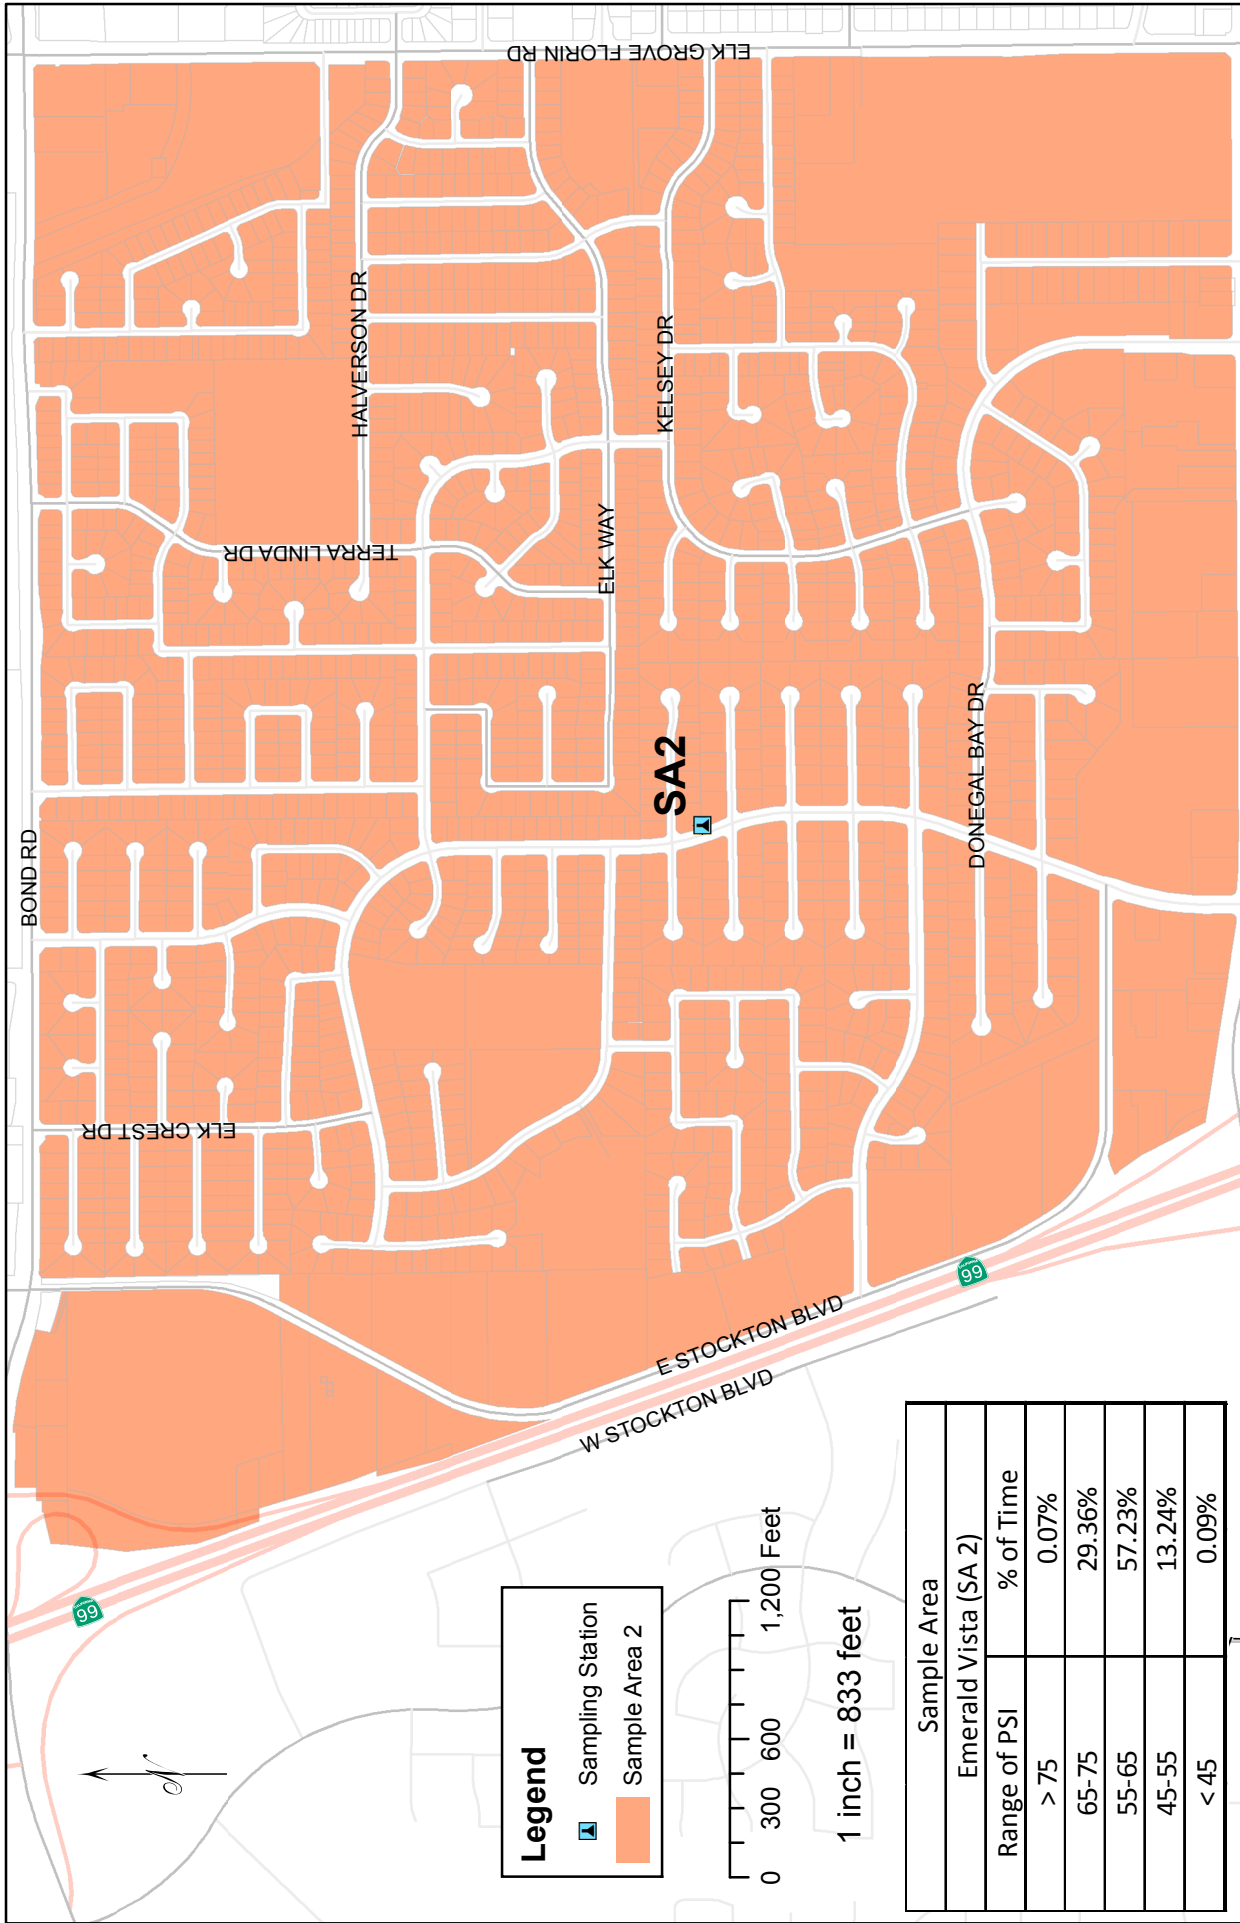 BOND RD
ELK CREST DR
TERRA LINDA DR
HALVERSON DR
ELK GROVE FLORIN RD
ELK WAY
KELSEY DR
SA2
DONEGAL BAY DR
E STOCKTON BLVD
W STOCKTON BLVD
99
99
Legend
Sampling Station
Sample Area 2
0 300 600 1,200 Feet
1 inch = 833 feet
Sample Area
Emerald Vista (SA 2)
Range of PSI % of Time
> 75 0.07%
65-75 29.36%
55-65 57.23%
45-55 13.24%
< 45 0.09%